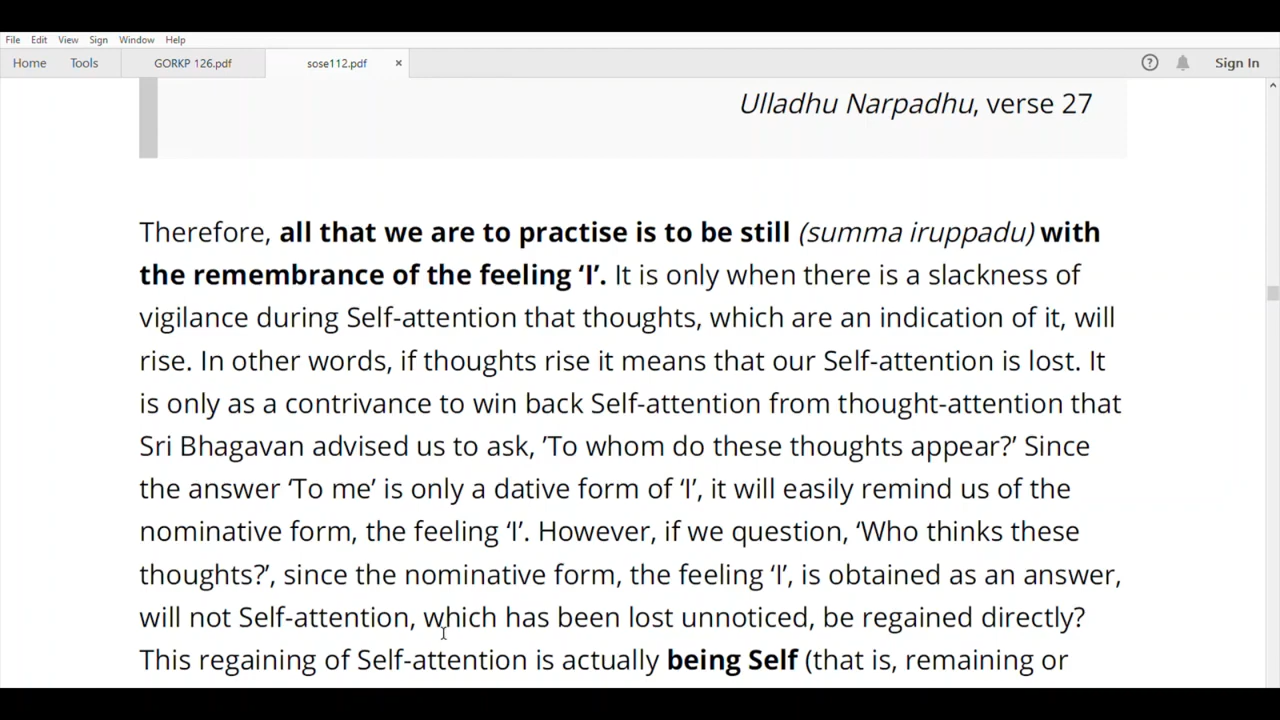 File Edit View Sign Window Help
Home Tools GORKP 126.pdf sose112.pdf × ? Sign In
Ulladhu Narpadhu, verse 27
Therefore, all that we are to practise is to be still (summa iruppadu) with
the remembrance of the feeling ‘I’. It is only when there is a slackness of
vigilance during Self-attention that thoughts, which are an indication of it, will
rise. In other words, if thoughts rise it means that our Self-attention is lost. It
is only as a contrivance to win back Self-attention from thought-attention that
Sri Bhagavan advised us to ask, ’To whom do these thoughts appear?’ Since
the answer ‘To me’ is only a dative form of ‘I’, it will easily remind us of the
nominative form, the feeling ‘I’. However, if we question, ‘Who thinks these
thoughts?’, since the nominative form, the feeling ‘I’, is obtained as an answer,
will not Self-attention, which has been lost unnoticed, be regained directly?
This regaining of Self-attention is actually being Self (that is, remaining or